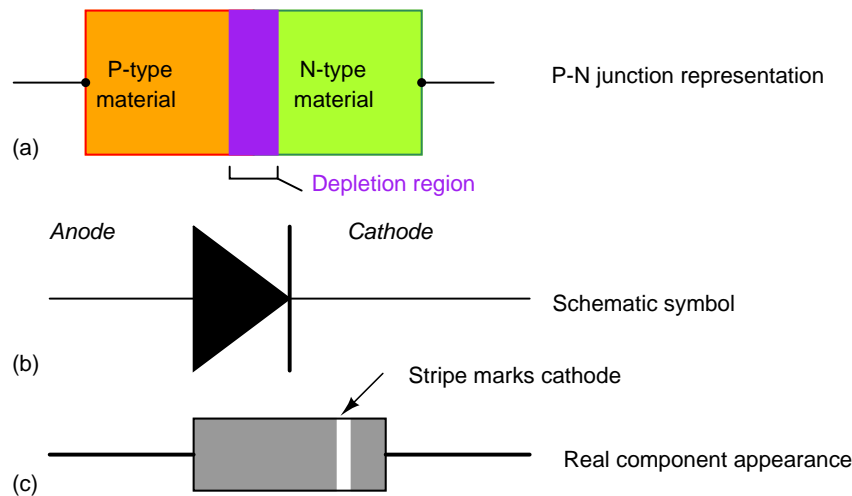 P-type
material
N-type
material
P-N junction representation
(a)
Depletion region
Anode
Cathode
Schematic symbol
(b)
Stripe marks cathode
Real component appearance
(c)